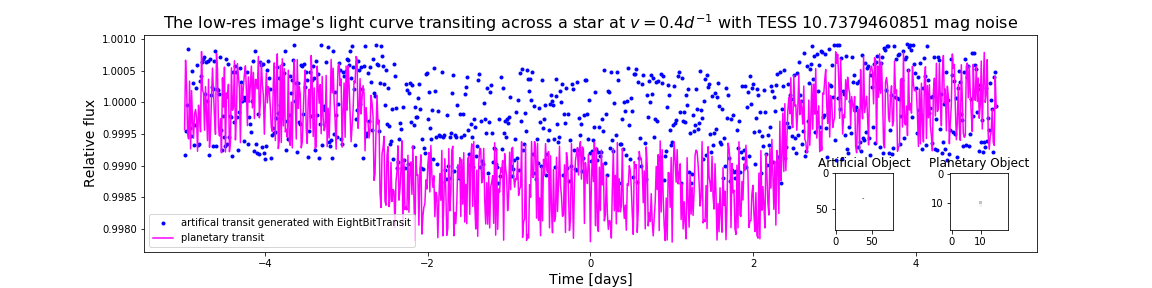 The low-res image's light curve transiting across a star at v = 0.4d⁻¹ with TESS 10.7379460851 mag noise
Relative flux
1.0010
1.0005
1.0000
0.9995
0.9990
0.9985
0.9980
artifical transit generated with EightBitTransit
planetary transit
Artificial Object
0
50
0 50
Planetary Object
0
10
0 10
−4 −2 0 2 4
Time [days]